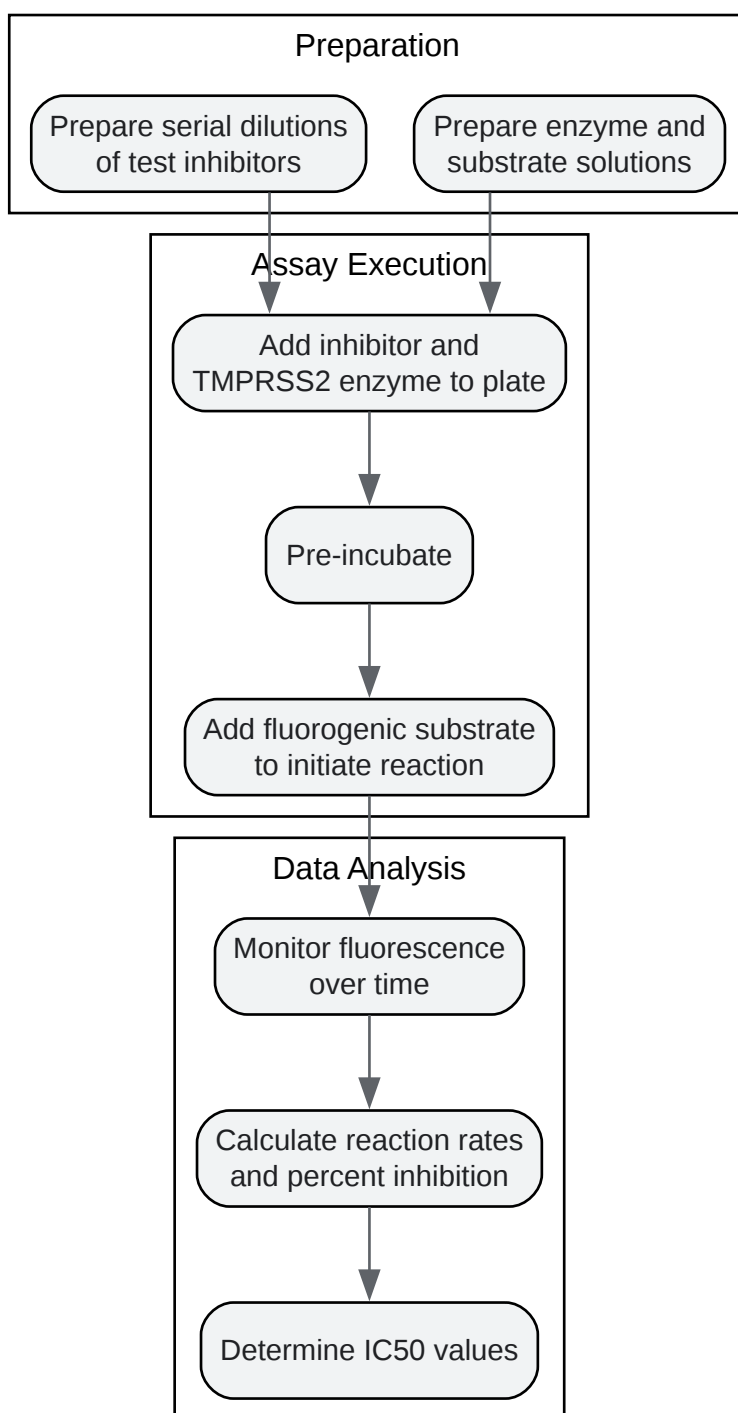 Preparation
Prepare serial dilutions
of test inhibitors
Prepare enzyme and
substrate solutions
Assay Execution
Add inhibitor and
TMPRSS2 enzyme to plate
Pre-incubate
Add fluorogenic substrate
to initiate reaction
Data Analysis
Monitor fluorescence
over time
Calculate reaction rates
and percent inhibition
Determine IC50 values